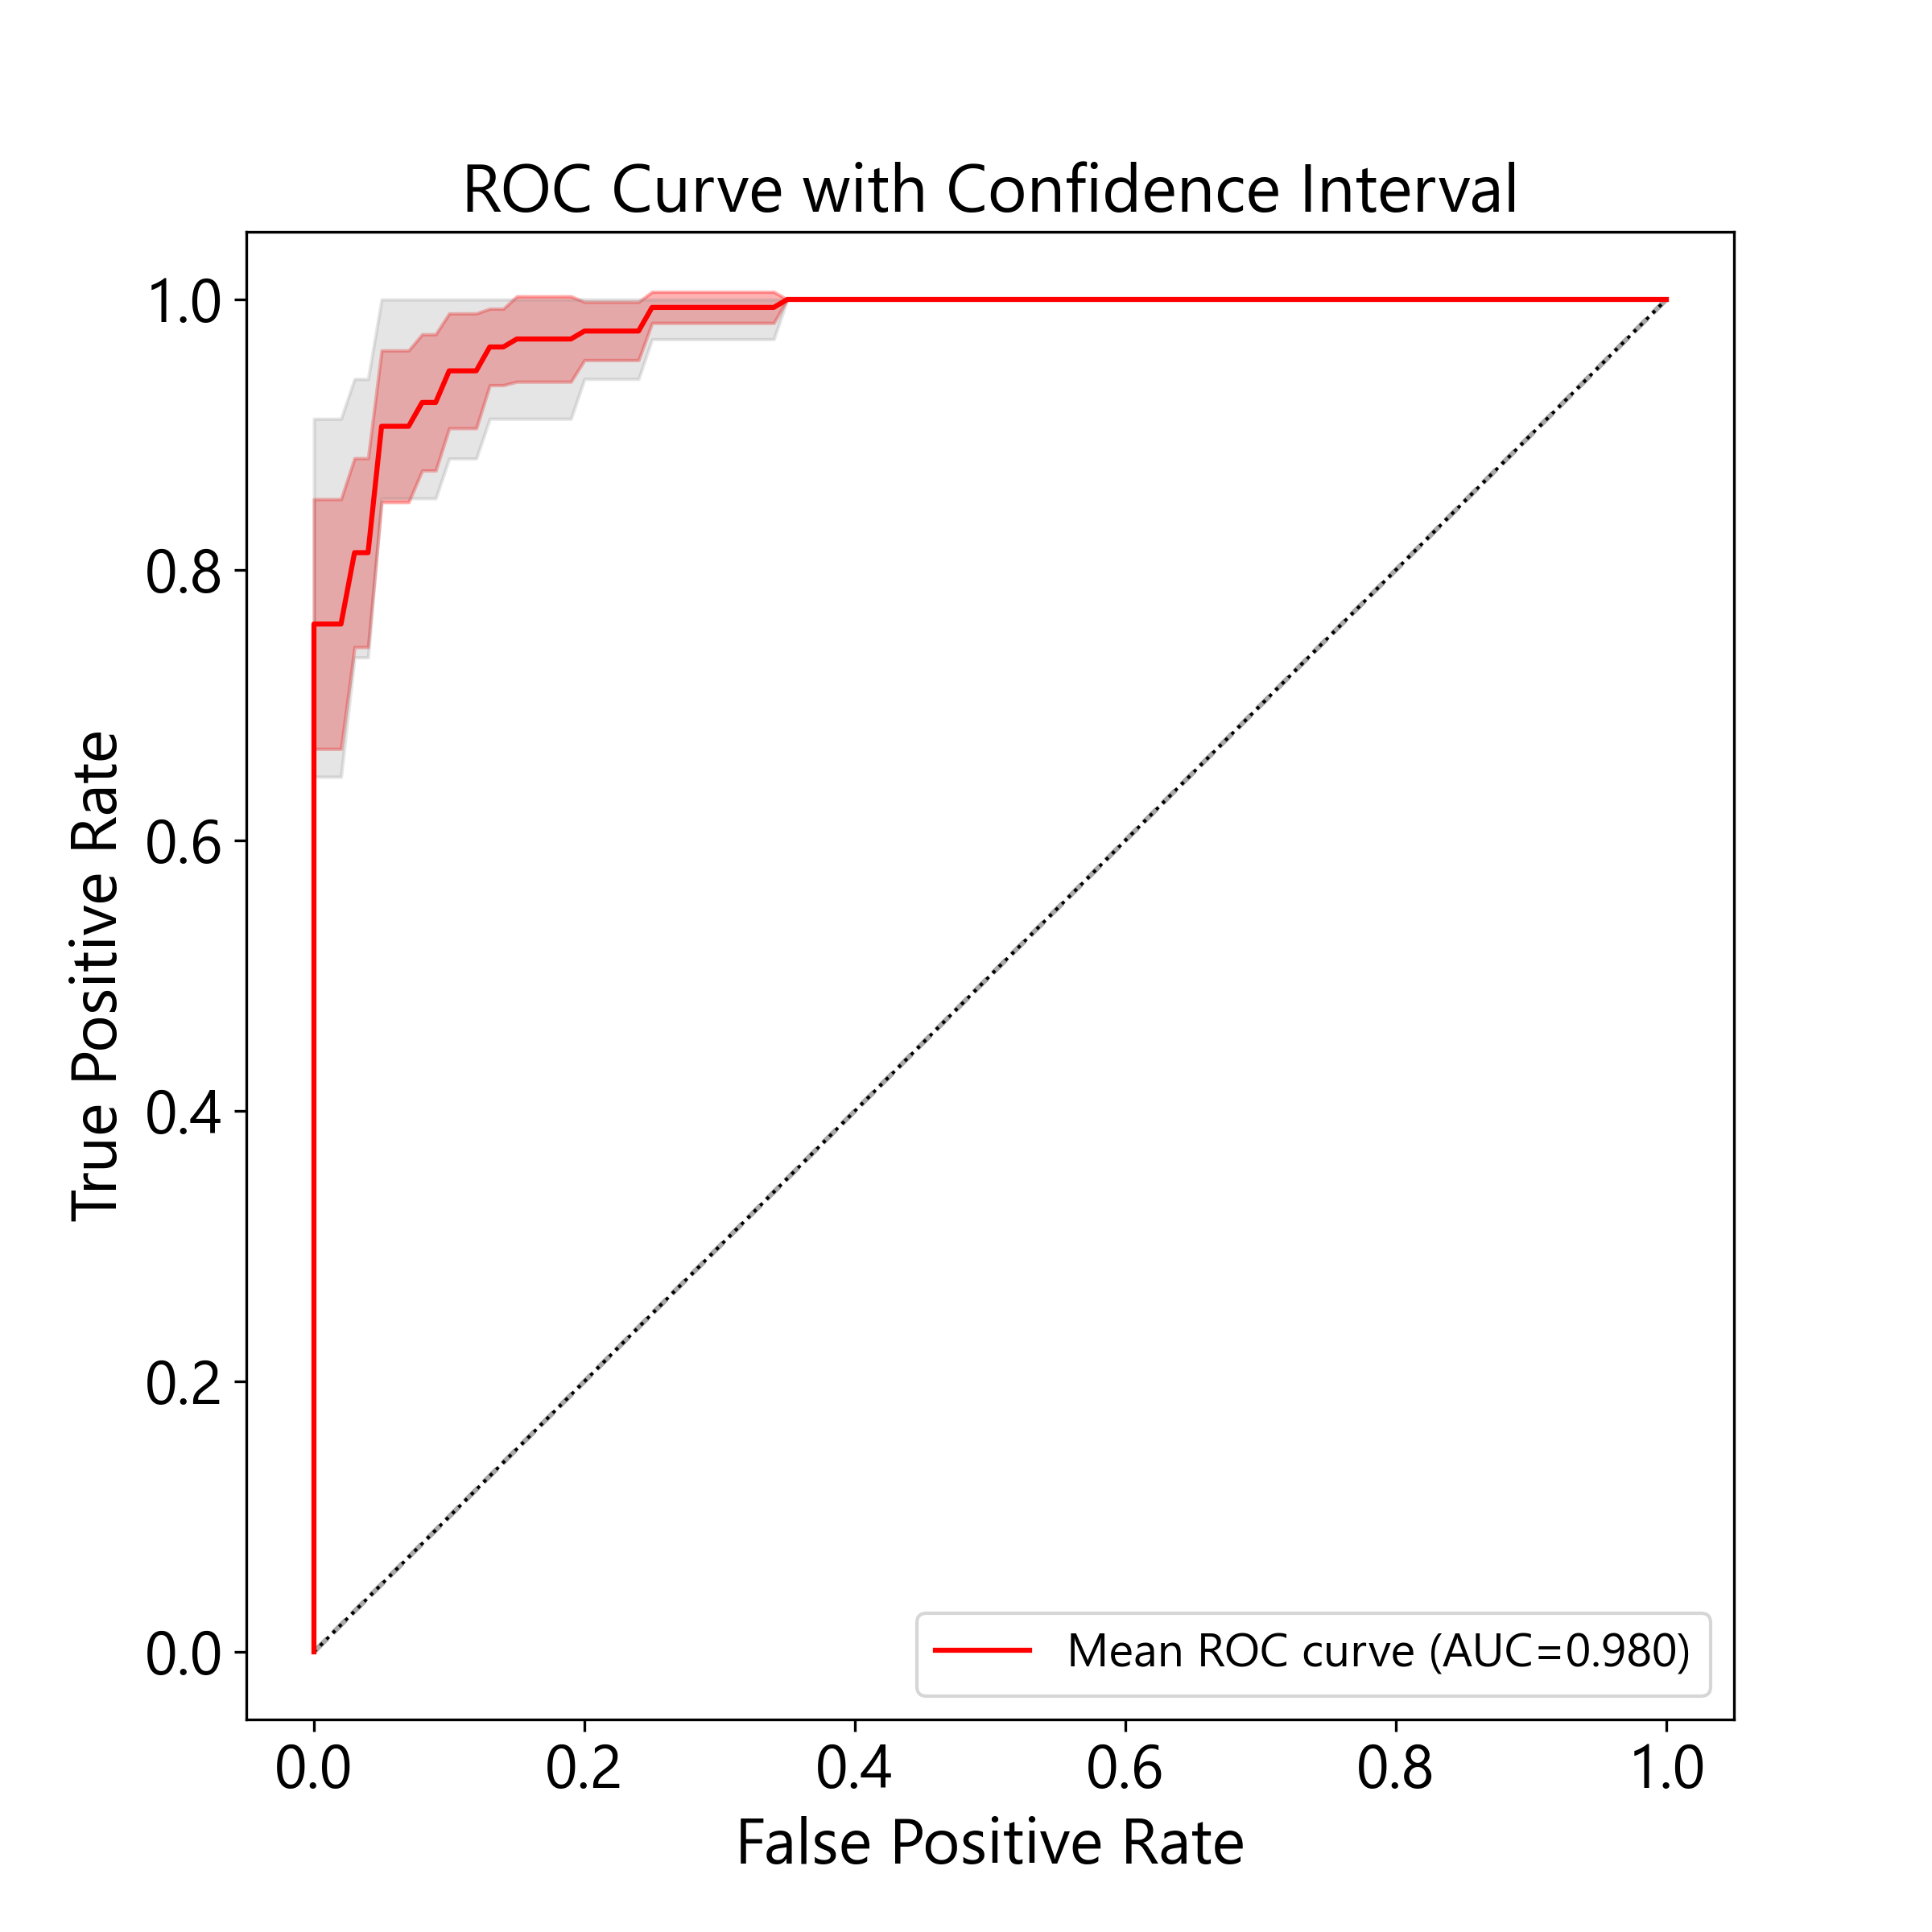 ROC Curve with Confidence Interval
True Positive Rate
1.0
0.8
0.6
0.4
0.2
0.0
Mean ROC curve (AUC=0.980)
0.0 0.2 0.4 0.6 0.8 1.0
False Positive Rate